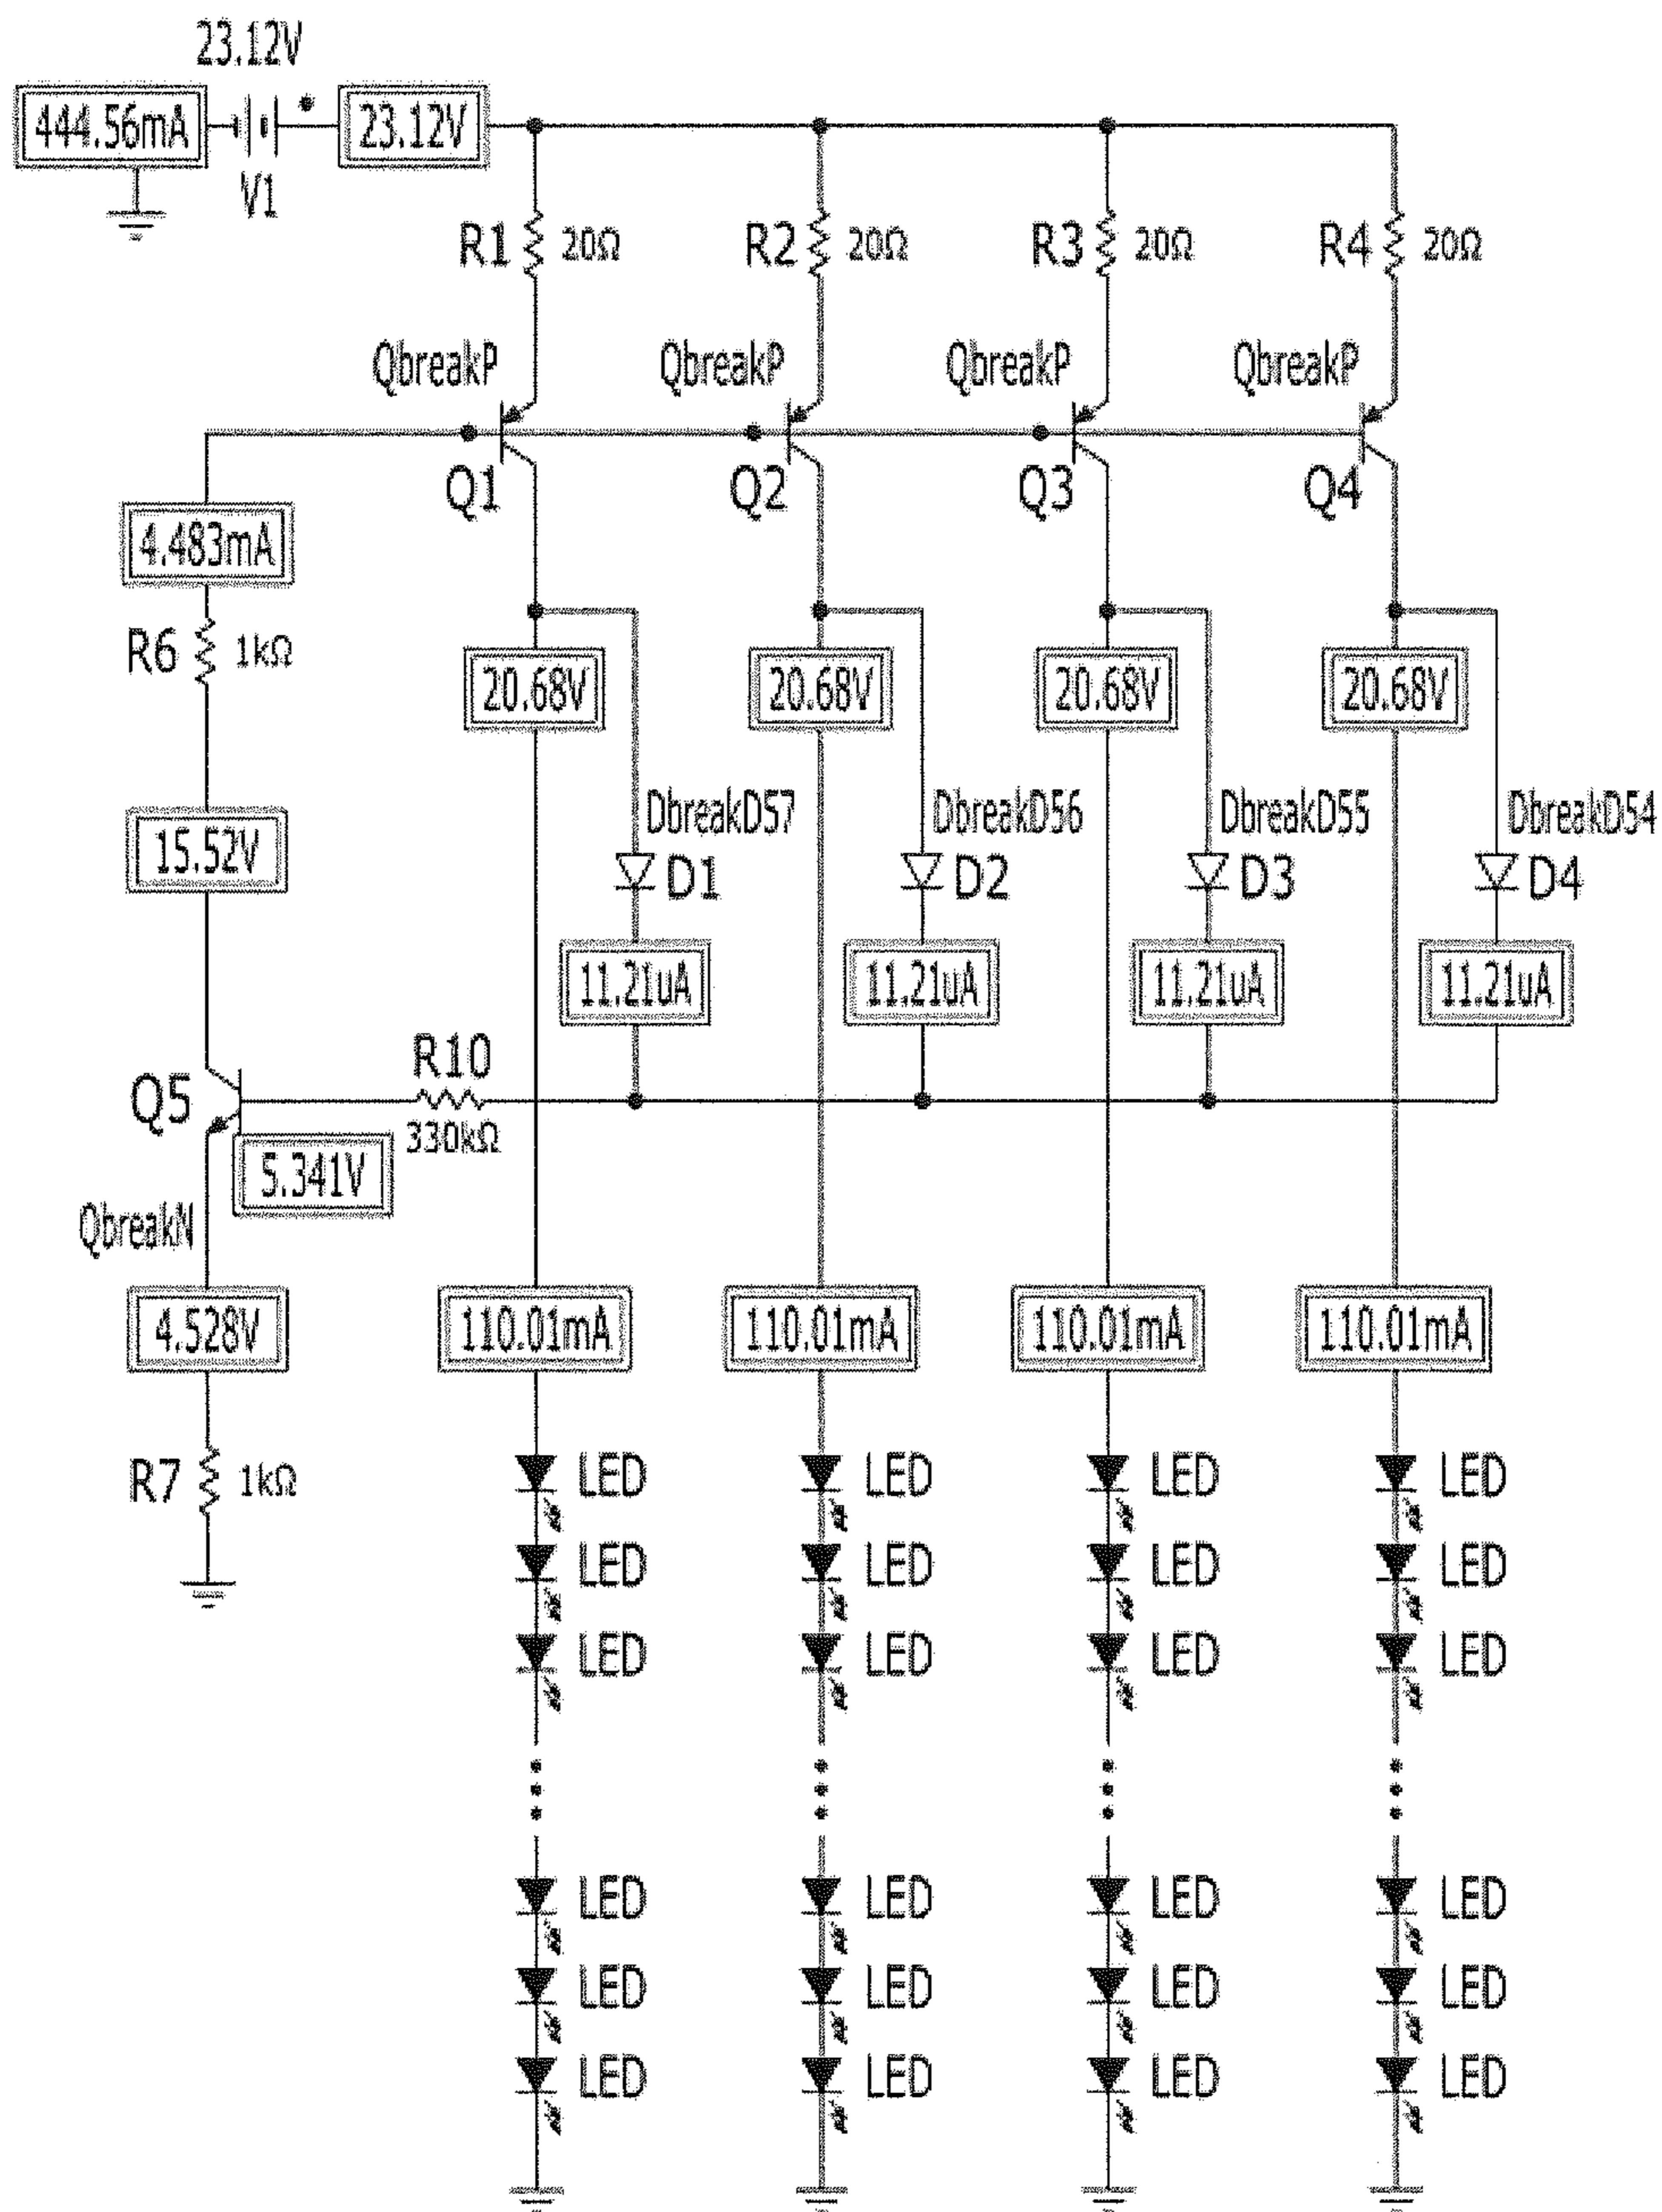 23.12V
444.56mA
23.12V
V1
R1 20Ω R2 20Ω R3 20Ω R4 20Ω
QbreakP QbreakP QbreakP QbreakP
Q1 Q2 Q3 Q4
4.483mA
R6 1kΩ
20.68V 20.68V 20.68V 20.68V
DbreakD57 DbreakD56 DbreakD55 DbreakD54
15.52V
D1 D2 D3 D4
11.21uA 11.21uA 11.21uA 11.21uA
R10
Q5
330kΩ
5.341V
QbreakN
4.528V 110.01mA 110.01mA 110.01mA 110.01mA
R7 1kΩ
LED LED LED LED
LED LED LED LED
LED LED LED LED
LED LED LED LED
LED LED LED LED
LED LED LED LED